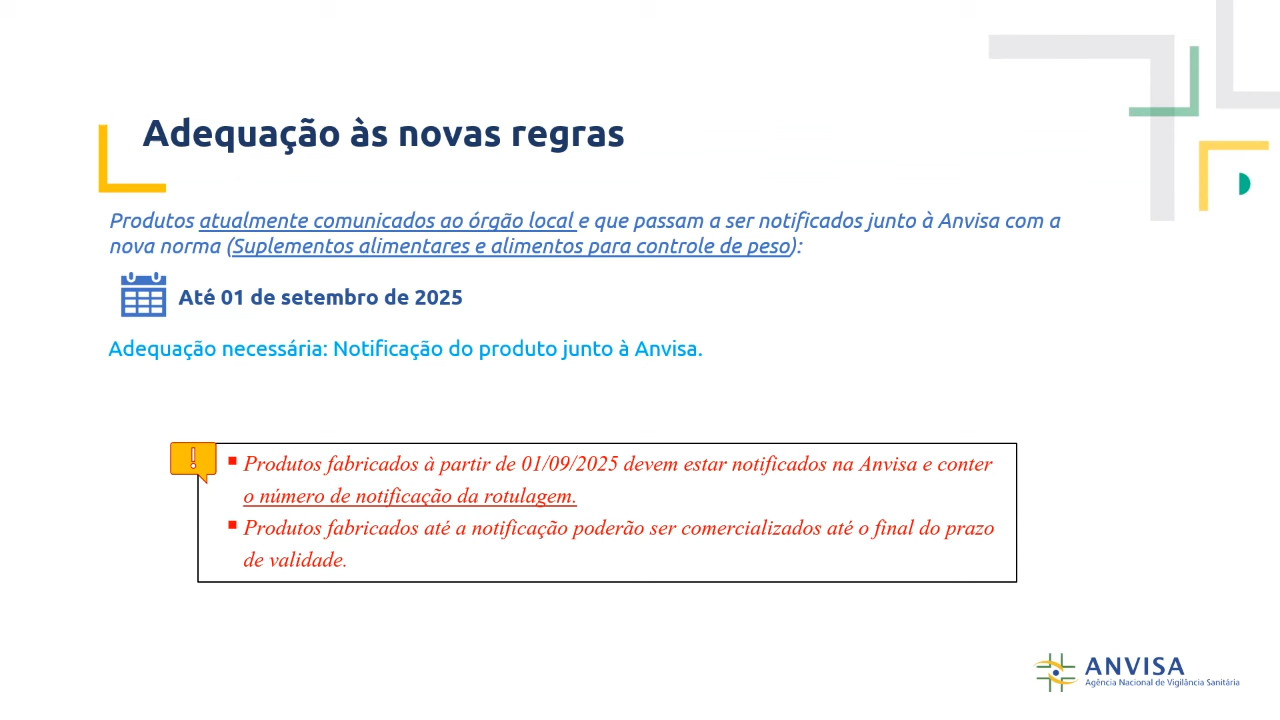 Adequação às novas regras
Produtos atualmente comunicados ao órgão local e que passam a ser notificados junto à Anvisa com a
nova norma (Suplementos alimentares e alimentos para controle de peso):
Até 01 de setembro de 2025
Adequação necessária: Notificação do produto junto à Anvisa.
Produtos fabricados à partir de 01/09/2025 devem estar notificados na Anvisa e conter
o número de notificação da rotulagem.
Produtos fabricados até a notificação poderão ser comercializados até o final do prazo
de validade.
ANVISA
Agência Nacional de Vigilância Sanitária